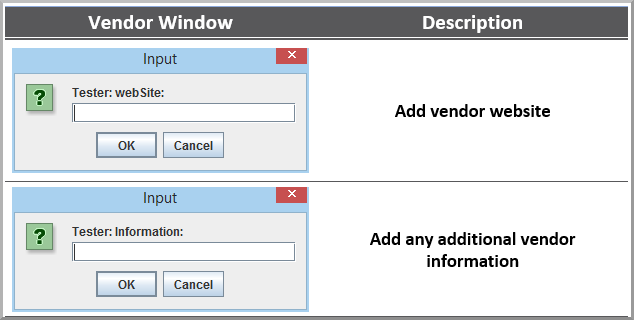 Vendor Window Description
Input
Tester: webSite:
OK Cancel
Add vendor website
Input
Tester: Information:
OK Cancel
Add any additional vendor
information